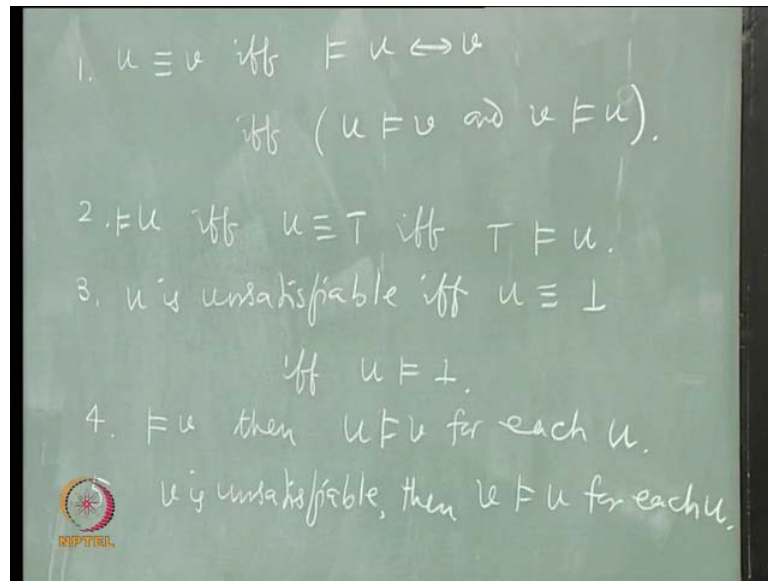 1. u ≡ v iff ⊨ u ↔ v
iff (u ⊨ v and v ⊨ u).
2. ⊨ u iff u ≡ ⊤ iff ⊤ ⊨ u.
3. u is unsatisfiable iff u ≡ ⊥
iff u ⊨ ⊥.
4. ⊨ v then u ⊨ v for each u.
v is unsatisfiable, then v ⊨ u for each u.
NPTEL